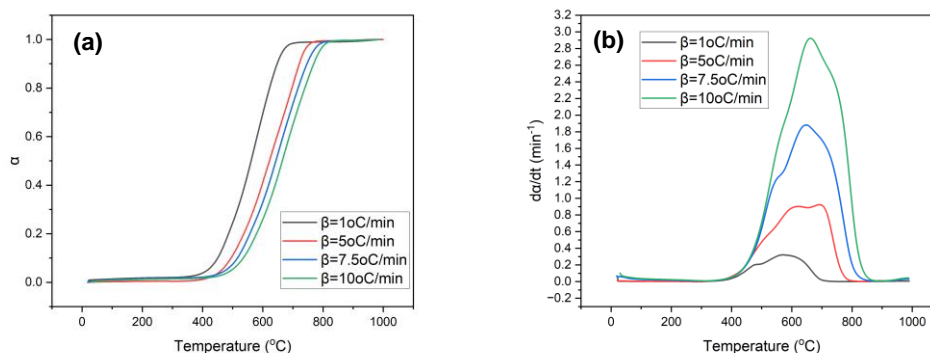 (a)
1.0
0.8
0.6
0.4
0.2
0.0
α
β=1oC/min
β=5oC/min
β=7.5oC/min
β=10oC/min
0 200 400 600 800 1000
Temperature (°C)
(b)
3.2
3.0
2.8
2.6
2.4
2.2
2.0
1.8
1.6
1.4
1.2
1.0
0.8
0.6
0.4
0.2
0.0
−0.2
dα/dt (min⁻¹)
β=1oC/min
β=5oC/min
β=7.5oC/min
β=10oC/min
0 200 400 600 800 1000
Temperature (°C)